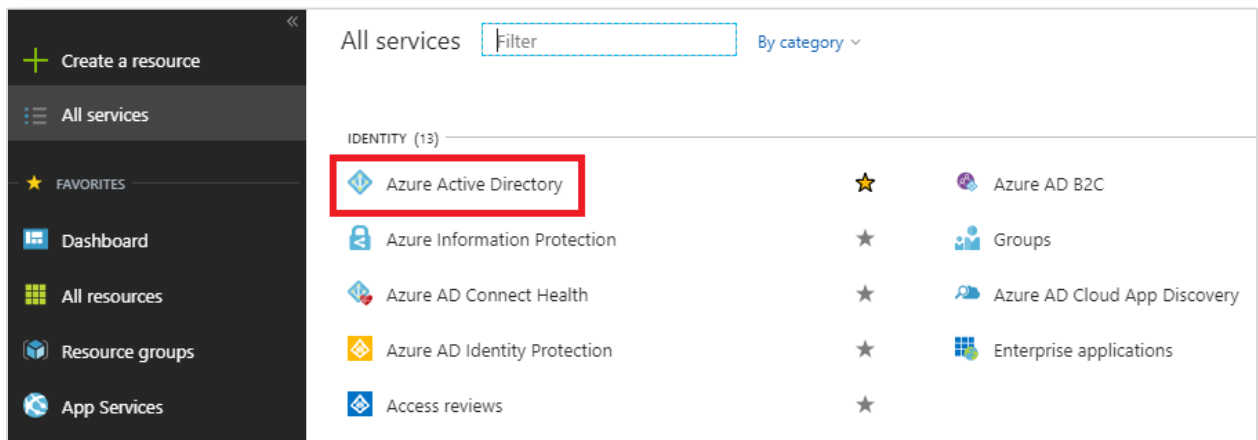 Create a resource
All services
FAVORITES
Dashboard
All resources
Resource groups
App Services
All services
Filter
By category
IDENTITY (13)
Azure Active Directory
Azure AD B2C
Azure Information Protection
Groups
Azure AD Connect Health
Azure AD Cloud App Discovery
Azure AD Identity Protection
Enterprise applications
Access reviews